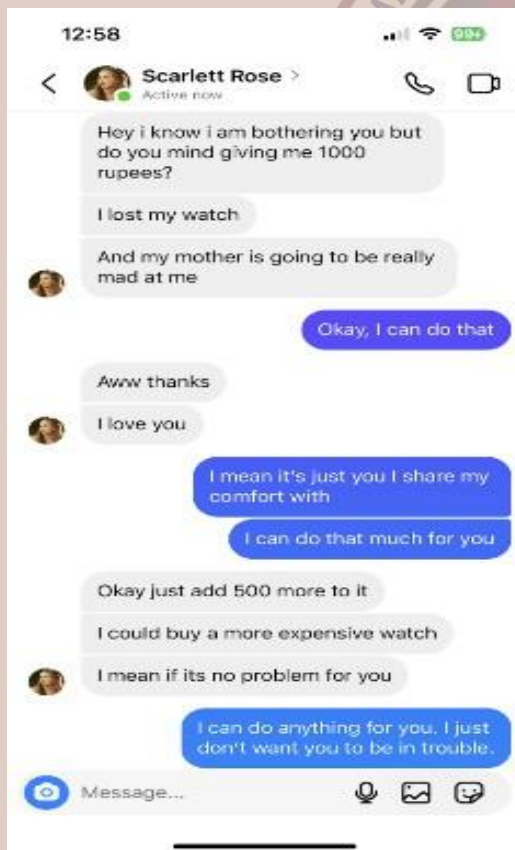 12:58
99+
Scarlett Rose >
Active now
Hey i know i am bothering you but
do you mind giving me 1000
rupees?
I lost my watch
And my mother is going to be really
mad at me
Okay, I can do that
Aww thanks
I love you
I mean it's just you I share my
comfort with
I can do that much for you
Okay just add 500 more to it
I could buy a more expensive watch
I mean if its no problem for you
I can do anything for you. I just
don't want you to be in trouble.
Message...